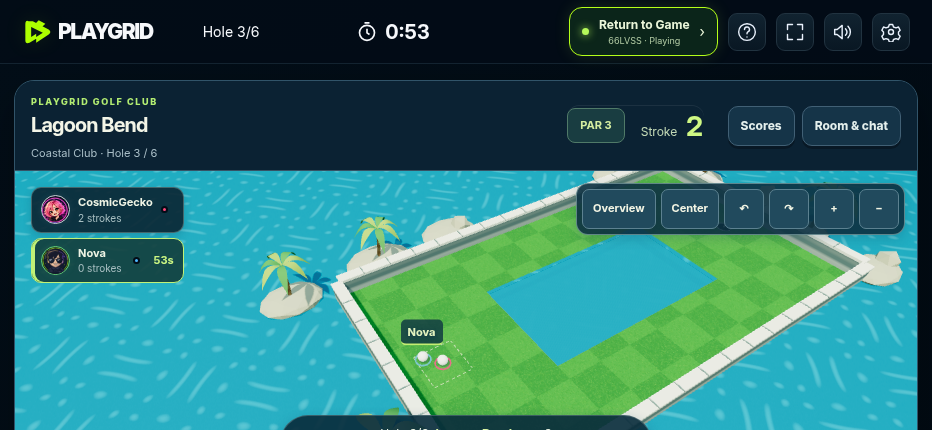 PLAYGRID
Hole 3/6
0:53
Return to Game
66LVSS · Playing
PLAYGRID GOLF CLUB
Lagoon Bend
Coastal Club · Hole 3 / 6
PAR 3
Stroke 2
Scores
Room & chat
CosmicGecko
2 strokes
Nova
0 strokes
53s
Overview
Center
Nova